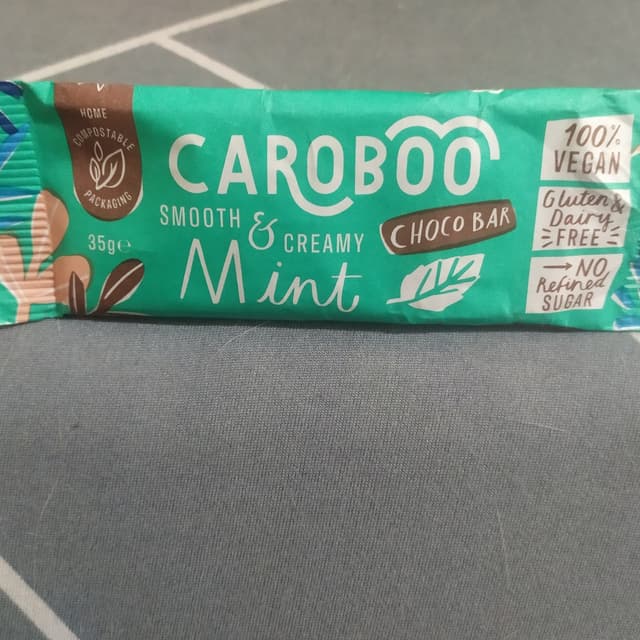 HOME
COMPOSTABLE
PACKAGING
35g℮
CAROBOO
SMOOTH & CREAMY
Mint
CHOCO BAR
100%
VEGAN
Gluten &
Dairy
FREE
→ NO
Refined
SUGAR